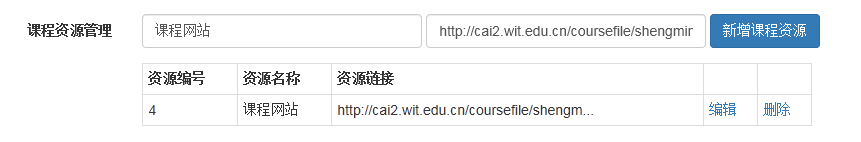 课程资源管理 课程网站 http://cai2.wit.edu.cn/coursefile/shengmir 新增课程资源
资源编号 资源名称 资源链接
4 课程网站 http://cai2.wit.edu.cn/coursefile/shengm... 编辑 删除